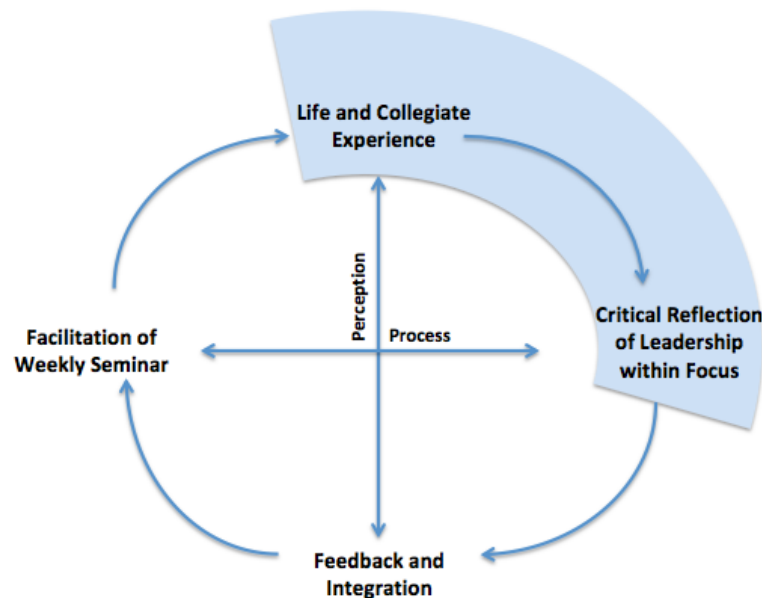 Life and Collegiate
Experience
Perception
Process
Critical Reflection
of Leadership
within Focus
Facilitation of
Weekly Seminar
Feedback and
Integration